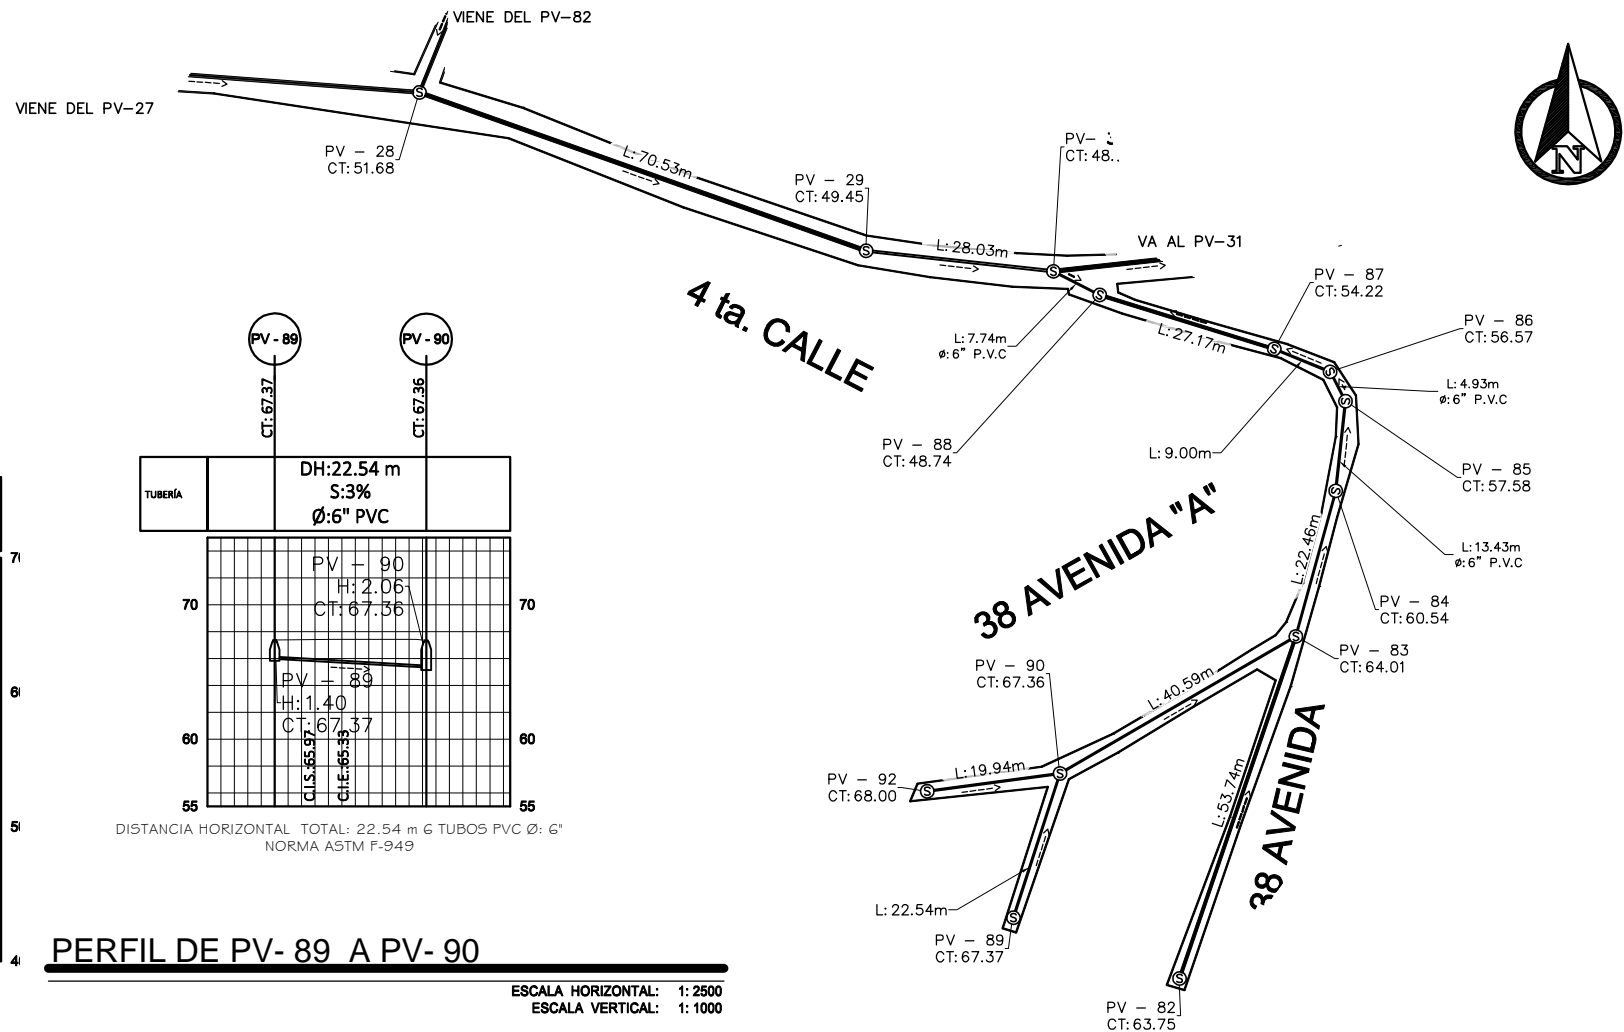 VIENE DEL PV-82
VIENE DEL PV-27
PV - 28
CT: 51.68
L: 70.53m
PV - 29
CT: 49.45
L: 28.03m
PV-
CT: 48..
VA AL PV-31
N
4 ta. CALLE
L: 7.74m
ø: 6" P.V.C
L: 27.17m
PV - 87
CT: 54.22
PV - 86
CT: 56.57
L: 4.93m
ø: 6" P.V.C
PV - 88
CT: 48.74
L: 9.00m
PV - 85
CT: 57.58
38 AVENIDA "A"
L: 22.46m
L: 13.43m
ø: 6" P.V.C
PV - 84
CT: 60.54
PV - 83
CT: 64.01
PV - 90
CT: 67.36
L: 40.59m
38 AVENIDA
PV - 92
CT: 68.00
L: 19.94m
L: 53.74m
L: 22.54m
PV - 89
CT: 67.37
PV - 82
CT: 63.75
PV - 89
PV - 90
CT: 67.37
CT: 67.36
TUBERÍA
DH:22.54 m
S:3%
Ø:6" PVC
PV - 90
H: 2.06
CT: 67.36
70
70
PV - 89
H: 1.40
CT: 67.37
C.I.S.:65.97
C.I.E.:65.33
60
60
55
55
DISTANCIA HORIZONTAL TOTAL: 22.54 m 6 TUBOS PVC Ø: 6"
NORMA ASTM F-949
PERFIL DE PV- 89 A PV- 90
ESCALA HORIZONTAL: 1: 2500
ESCALA VERTICAL: 1: 1000